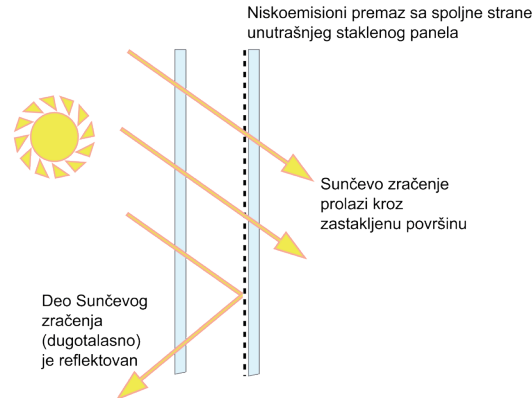 Niskoemisioni premaz sa spoljne strane
unutrašnjeg staklenog panela
Sunčevo zračenje
prolazi kroz
zastakljenu površinu
Deo Sunčevog
zračenja
(dugotalasno)
je reflektovan